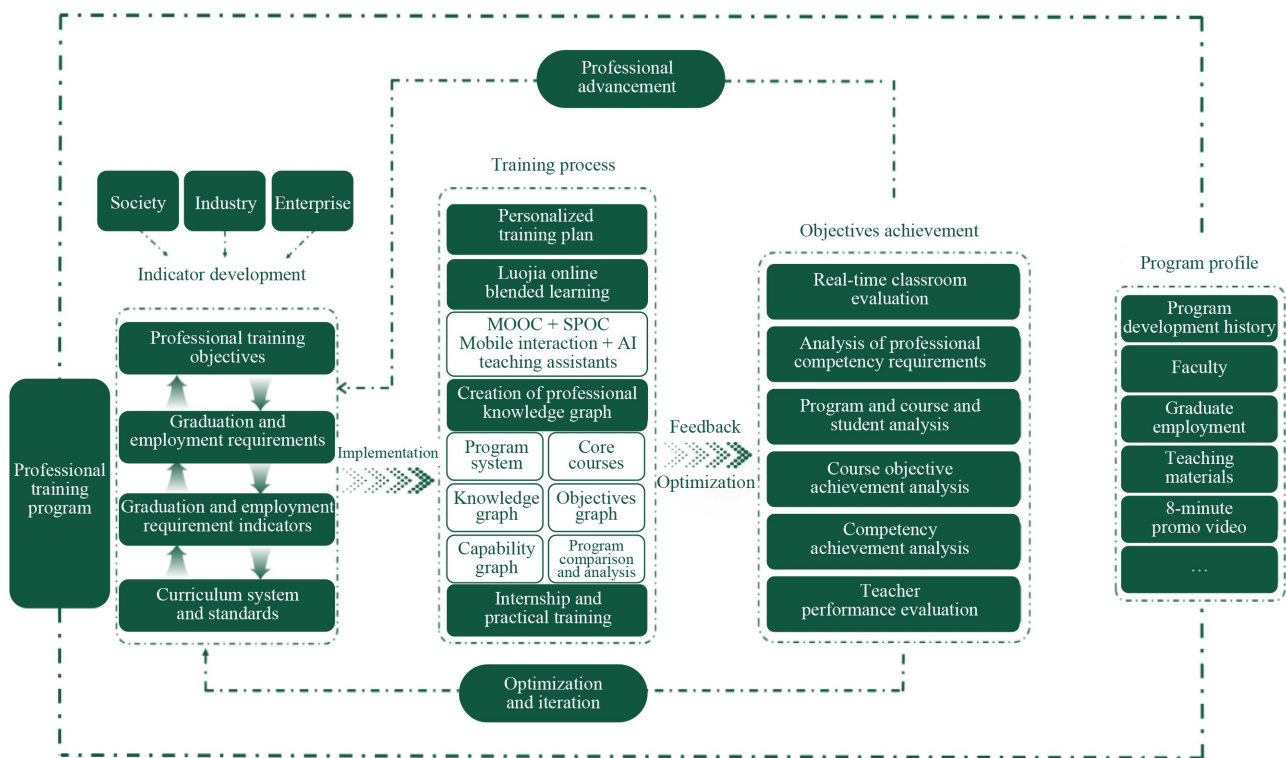 Professional
advancement
Training process
Society
Industry
Enterprise
Indicator development
Professional
training
program
Professional training
objectives
Graduation and
employment requirements
Graduation and employment
requirement indicators
Curriculum system
and standards
Implementation
Personalized
training plan
Luojia online
blended learning
MOOC + SPOC
Mobile interaction + AI
teaching assistants
Creation of professional
knowledge graph
Program
system
Core
courses
Knowledge
graph
Objectives
graph
Capability
graph
Program
comparison
and analysis
Internship and
practical training
Feedback
Optimization
Objectives achievement
Real-time classroom
evaluation
Analysis of professional
competency requirements
Program and course and
student analysis
Course objective
achievement analysis
Competency
achievement analysis
Teacher
performance evaluation
Program profile
Program
development history
Faculty
Graduate
employment
Teaching
materials
8-minute
promo video
…
Optimization
and iteration